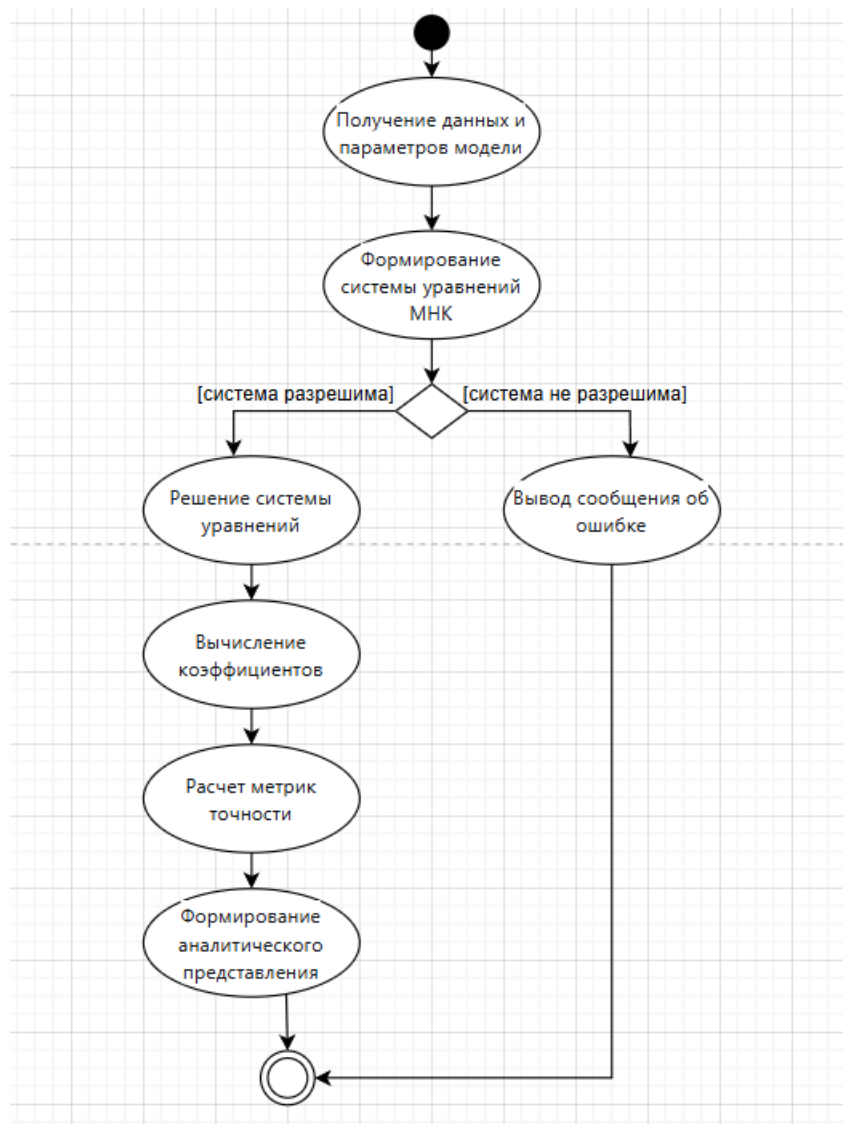 Получение данных и
параметров модели
Формирование
системы уравнений
МНК
[система разрешима]
[система не разрешима]
Решение системы
уравнений
Вывод сообщения об
ошибке
Вычисление
коэффициентов
Расчет метрик
точности
Формирование
аналитического
представления